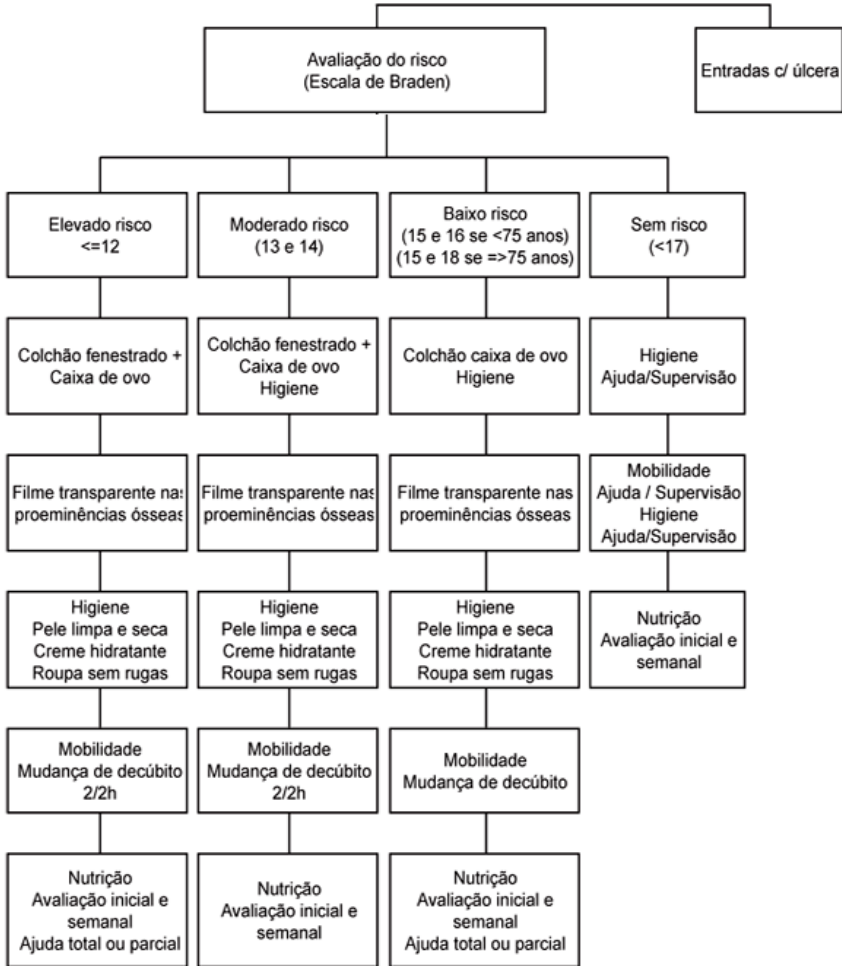 Avaliação do risco
(Escala de Braden)
Entradas c/ úlcera
Elevado risco
<=12
Moderado risco
(13 e 14)
Baixo risco
(15 e 16 se <75 anos)
(15 e 18 se =>75 anos)
Sem risco
(<17)
Colchão fenestrado +
Caixa de ovo
Colchão fenestrado +
Caixa de ovo
Higiene
Colchão caixa de ovo
Higiene
Higiene
Ajuda/Supervisão
Filme transparente nas
proeminências ósseas
Filme transparente nas
proeminências ósseas
Filme transparente nas
proeminências ósseas
Mobilidade
Ajuda / Supervisão
Higiene
Ajuda/Supervisão
Higiene
Pele limpa e seca
Creme hidratante
Roupa sem rugas
Higiene
Pele limpa e seca
Creme hidratante
Roupa sem rugas
Higiene
Pele limpa e seca
Creme hidratante
Roupa sem rugas
Nutrição
Avaliação inicial e
semanal
Mobilidade
Mudança de decúbito
2/2h
Mobilidade
Mudança de decúbito
2/2h
Mobilidade
Mudança de decúbito
Nutrição
Avaliação inicial e
semanal
Ajuda total ou parcial
Nutrição
Avaliação inicial e
semanal
Nutrição
Avaliação inicial e
semanal
Ajuda total ou parcial